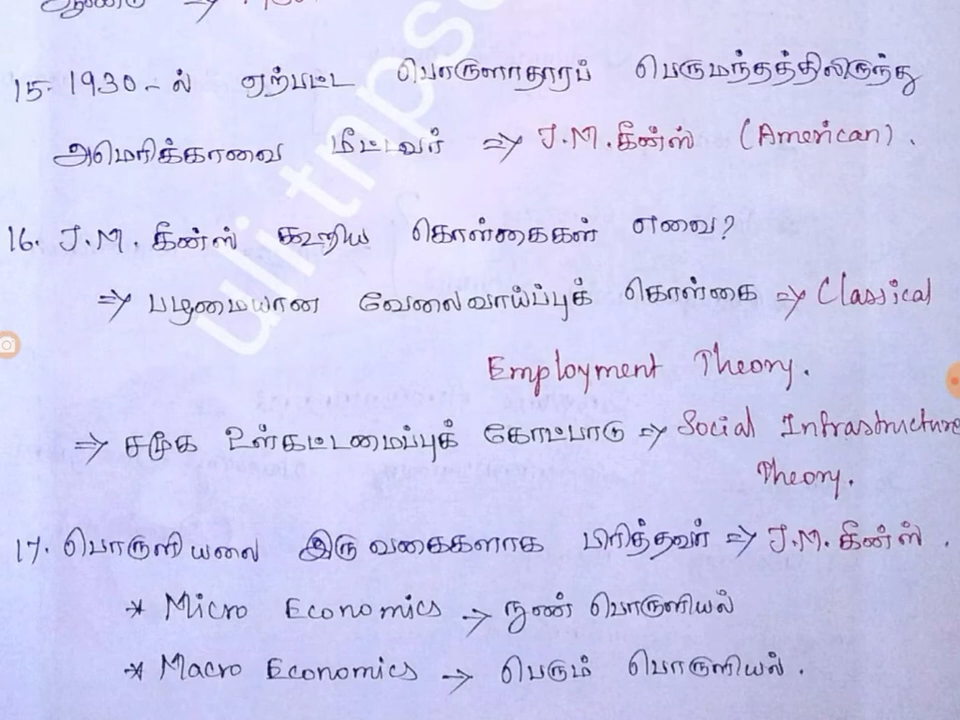 15. 1930-ல் ஏற்பட்ட பொருளாதாரப் பெருமந்தத்திலிருந்து
அமெரிக்காவை மீட்டவர் => J.M.கீன்ஸ் (American).
16. J.M. கீன்ஸ் கூறிய கொள்கைகள் எவை?
=> பழமையான வேலைவாய்ப்புக் கொள்கை => Classical
Employment Theory.
=> சமூக உள்கட்டமைப்புக் கோட்பாடு => Social Infrastructure
Theory.
17. பொருளியலை இரு வகைகளாக பிரித்தவர் => J.M.கீன்ஸ்.
* Micro Economics -> நுண் பொருளியல்
* Macro Economics -> பெரும் பொருளியல்.